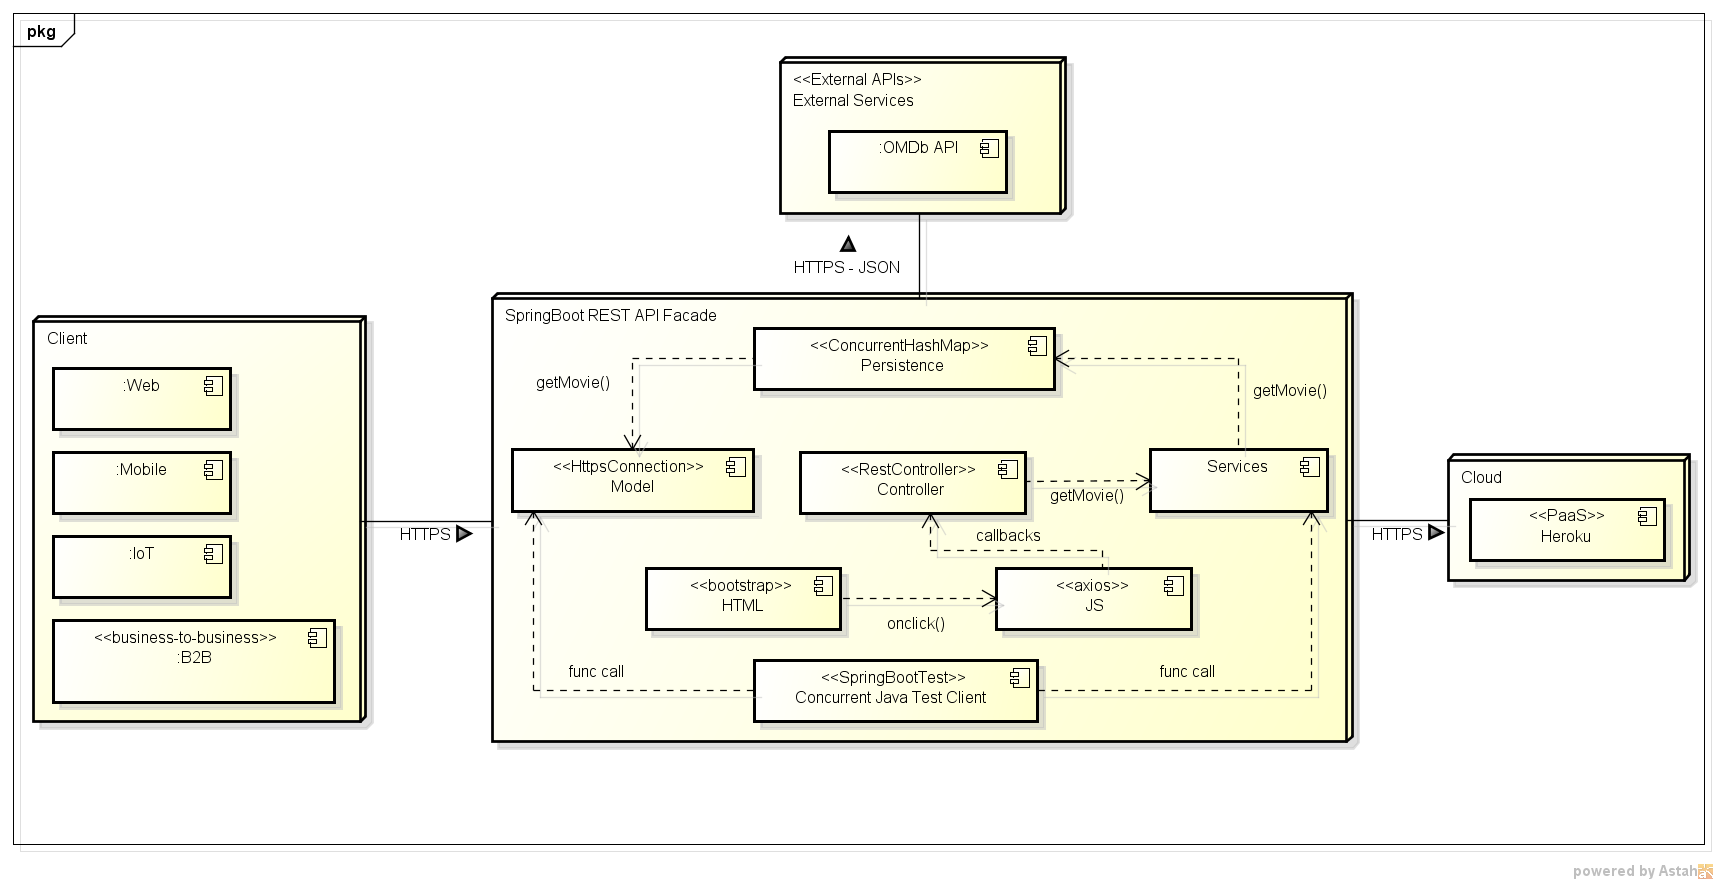 pkg
<<External APIs>>
External Services
:OMDb API
HTTPS - JSON
Client
:Web
:Mobile
:IoT
<<business-to-business>>
:B2B
HTTPS
SpringBoot REST API Facade
<<ConcurrentHashMap>>
Persistence
getMovie()
getMovie()
<<HttpsConnection>>
Model
<<RestController>>
Controller
getMovie()
Services
callbacks
<<bootstrap>>
HTML
onclick()
<<axios>>
JS
func call
<<SpringBootTest>>
Concurrent Java Test Client
func call
HTTPS
Cloud
<<PaaS>>
Heroku
powered by Astah